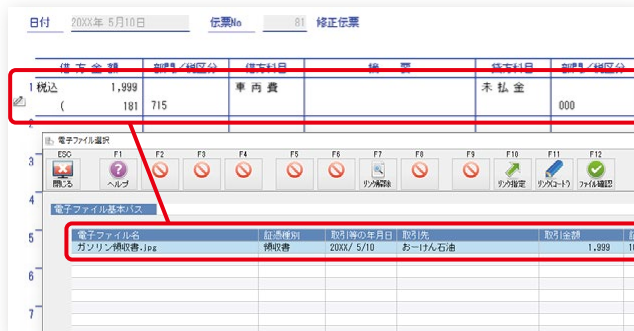 日付 20XX年 5月10日 伝票No 81 修正伝票
借方金額 部門/税区分 借方科目 摘 要 貸方科目 部門/税区分
1 税込 1,999 車両費 未払金
( 181 715 000
2
電子ファイル選択
3
ESC F1 F2 F3 F4 F5 F6 F7 F8 F9 F10 F11 F12
閉じる ヘルプ リンク解除 リンク指定 ファイル確認
4
電子ファイル基本パス
5
電子ファイル名 証憑種別 取引等の年月日 取引先 取引金額
ガソリン領収書.jpg 領収書 20XX/ 5/10 おーけん石油 1,999
6
7